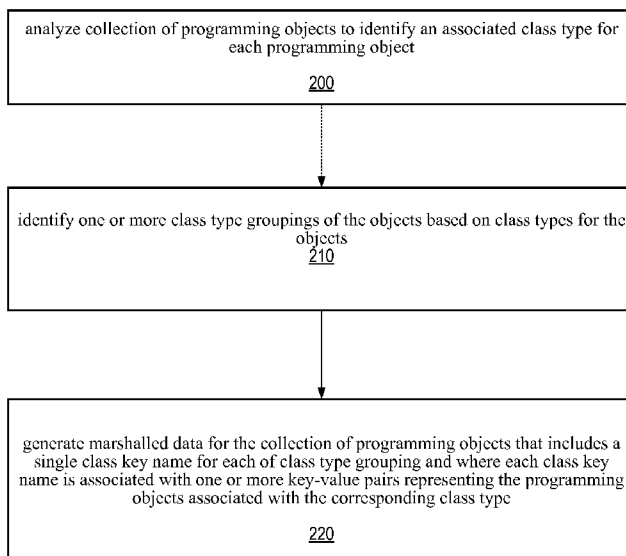 analyze collection of programming objects to identify an associated class type for
each programming object
200
identify one or more class type groupings of the objects based on class types for the
objects
210
generate marshalled data for the collection of programming objects that includes a
single class key name for each of class type grouping and where each class key
name is associated with one or more key-value pairs representing the programming
objects associated with the corresponding class type
220